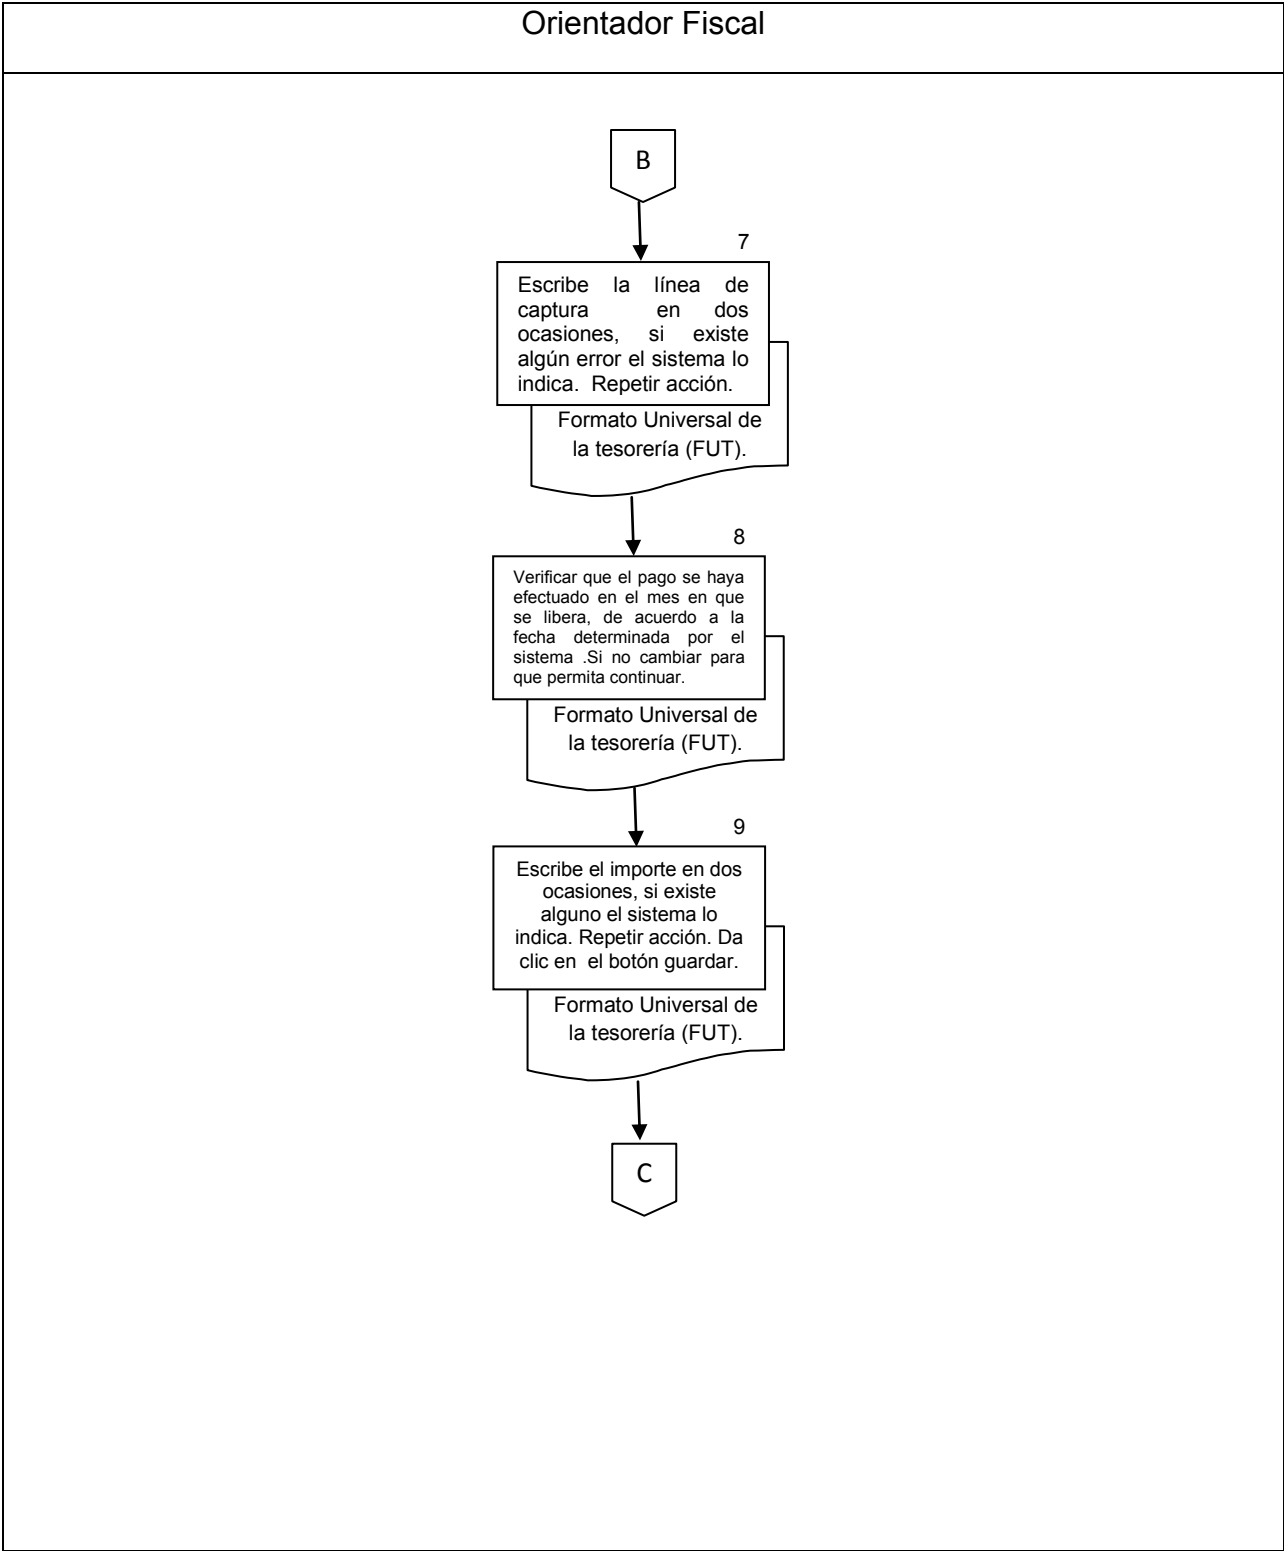 Orientador Fiscal
B
7
Escribe la línea de
captura en dos
ocasiones, si existe
algún error el sistema lo
indica. Repetir acción.
Formato Universal de
la tesorería (FUT).
8
Verificar que el pago se haya
efectuado en el mes en que
se libera, de acuerdo a la
fecha determinada por el
sistema .Si no cambiar para
que permita continuar.
Formato Universal de
la tesorería (FUT).
9
Escribe el importe en dos
ocasiones, si existe
alguno el sistema lo
indica. Repetir acción. Da
clic en el botón guardar.
Formato Universal de
la tesorería (FUT).
C